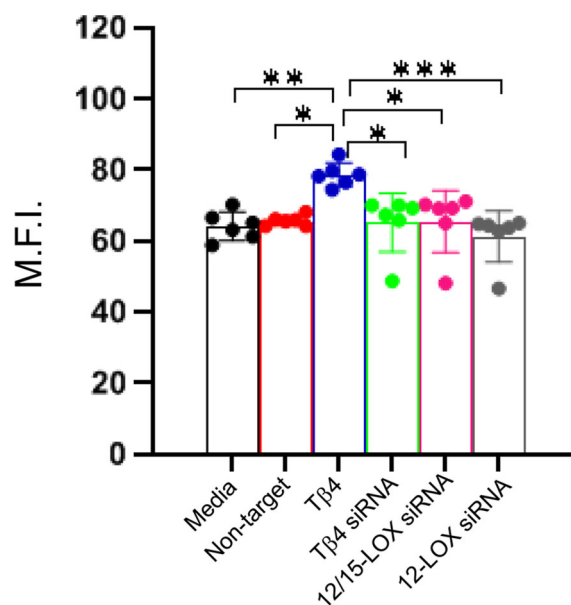 120
100
80
60
40
20
0
M.F.I.
* *
* * *
*
*
*
Media
Non-target
Tβ4
Tβ4 siRNA
12/15-LOX siRNA
12-LOX siRNA